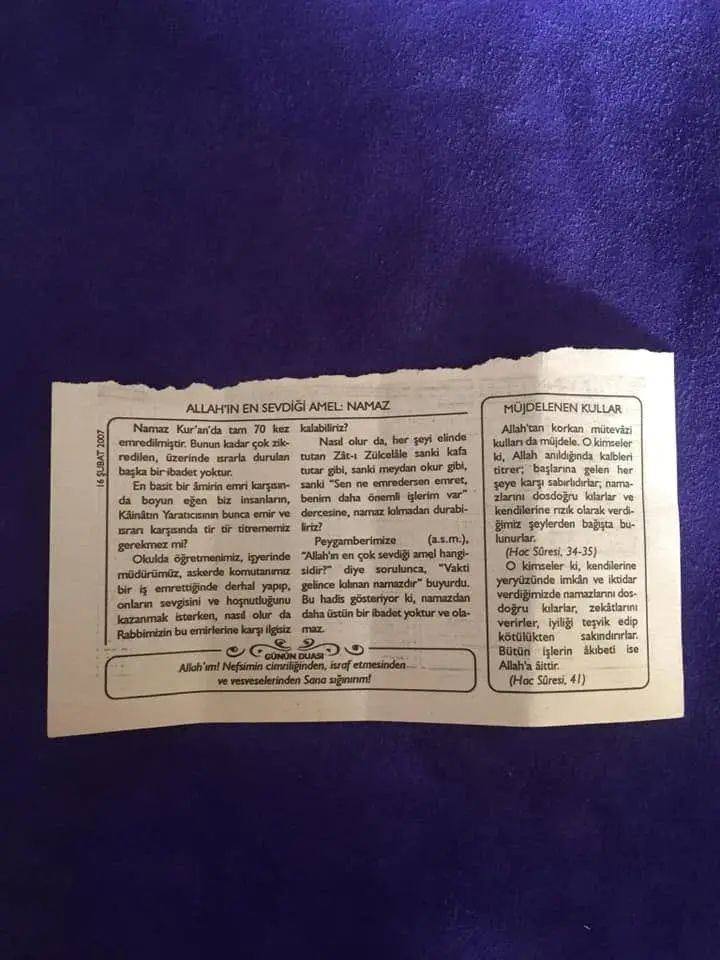 16 ŞUBAT 2007
ALLAH'IN EN SEVDİĞİ AMEL: NAMAZ
Namaz Kur'an'da tam 70 kez
emredilmiştir. Bunun kadar çok zik-
redilen, üzerinde ısrarla durulan
başka bir ibadet yoktur.
En basit bir âmirin emri karşısın-
da boyun eğen biz insanların,
Kâinâtın Yaratıcısının bunca emir ve
ısrarı karşısında tir tir titrememiz
gerekmez mi?
Okulda öğretmenimiz, işyerinde
müdürümüz, askerde komutanımız
bir iş emrettiğinde derhal yapıp,
onların sevgisini ve hoşnutluğunu
kazanmak isterken, nasıl olur da
Rabbimizin bu emirlerine karşı ilgisiz
kalabiliriz?
Nasıl olur da, her şeyi elinde
tutan Zât-ı Zülcelâle sanki kafa
tutar gibi, sanki meydan okur gibi,
sanki "Sen ne emredersen emret,
benim daha önemli işlerim var"
dercesine, namaz kılmadan durabi-
liriz?
Peygamberimize (a.s.m.),
"Allah'ın en çok sevdiği amel hangi-
sidir?" diye sorulunca, "Vakti
gelince kılınan namazdır" buyurdu.
Bu hadis gösteriyor ki, namazdan
daha üstün bir ibadet yoktur ve ola-
maz.
GÜNÜN DUASI
Allah'ım! Nefsimin cimriliğinden, israf etmesinden
ve vesveselerinden Sana sığınırım!
MÜJDELENEN KULLAR
Allah'tan korkan mütevâzi
kulları da müjdele. O kimseler
ki, Allah anıldığında kalbleri
titrer; başlarına gelen her
şeye karşı sabırlıdırlar; nama-
zlarını dosdoğru kılarlar ve
kendilerine rızık olarak verdi-
ğimiz şeylerden bağışta bu-
lunurlar.
(Hac Sûresi, 34-35)
O kimseler ki, kendilerine
yeryüzünde imkân ve iktidar
verdiğimizde namazlarını dos-
doğru kılarlar, zekâtlarını
verirler, iyiliği teşvik edip
kötülükten sakındırırlar.
Bütün işlerin âkıbeti ise
Allah'a âittir.
(Hac Sûresi, 41)